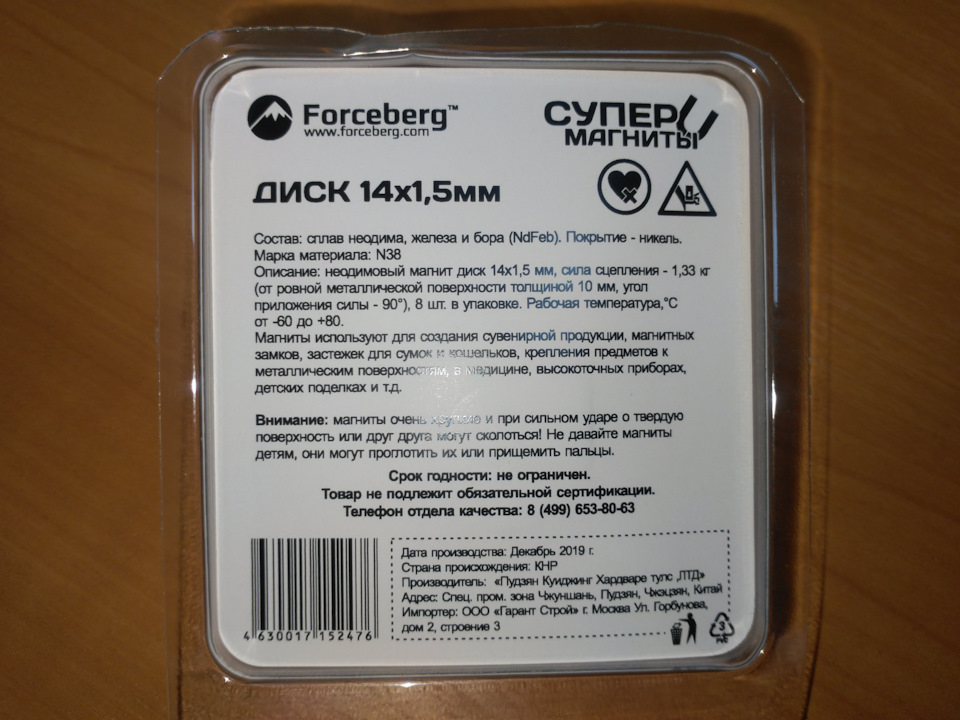 Forceberg™
www.forceberg.com
СУПЕР
МАГНИТЫ
ДИСК 14х1,5мм
Состав: сплав неодима, железа и бора (NdFeb). Покрытие - никель.
Марка материала: N38
Описание: неодимовый магнит диск 14х1,5 мм, сила сцепления - 1,33 кг
(от ровной металлической поверхности толщиной 10 мм, угол
приложения силы - 90°), 8 шт. в упаковке. Рабочая температура,°С
от -60 до +80.
Магниты используют для создания сувенирной продукции, магнитных
замков, застежек для сумок и кошельков, крепления предметов к
металлическим поверхностям, в медицине, высокоточных приборах,
детских поделках и т.д.
Внимание: магниты очень хрупкие и при сильном ударе о твердую
поверхность или друг друга могут сколоться! Не давайте магниты
детям, они могут проглотить их или прищемить пальцы.
Срок годности: не ограничен.
Товар не подлежит обязательной сертификации.
Телефон отдела качества: 8 (499) 653-80-63
Дата производства: Декабрь 2019 г.
Страна происхождения: КНР
Производитель: «Пудзян Куиджинг Хардваре тулс ,ЛТД»
Адрес: Спец. пром. зона Чжуншань, Пудзян, Чжэцзян, Китай
Импортер: ООО «Гарант Строй» г. Москва Ул. Горбунова,
дом 2, строение 3
4 630017 152476
3
PVC